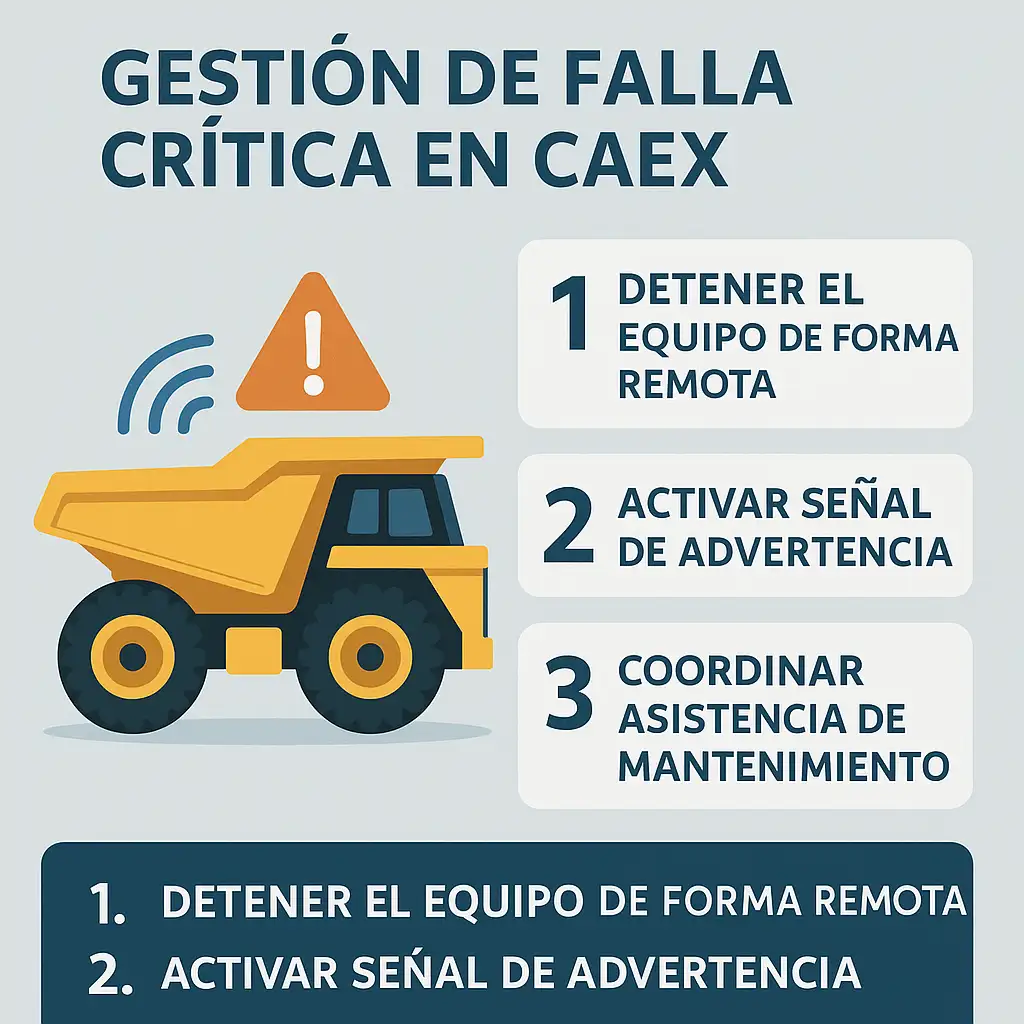 GESTIÓN DE FALLA
CRÍTICA EN CAEX
!
1 DETENER EL
EQUIPO DE FORMA
REMOTA
2 ACTIVAR SEÑAL
DE ADVERTENCIA
3 COORDINAR
ASISTENCIA DE
MANTENIMIENTO
1. DETENER EL EQUIPO DE FORMA REMOTA
2. ACTIVAR SEŃAL DE ADVERTENCIA